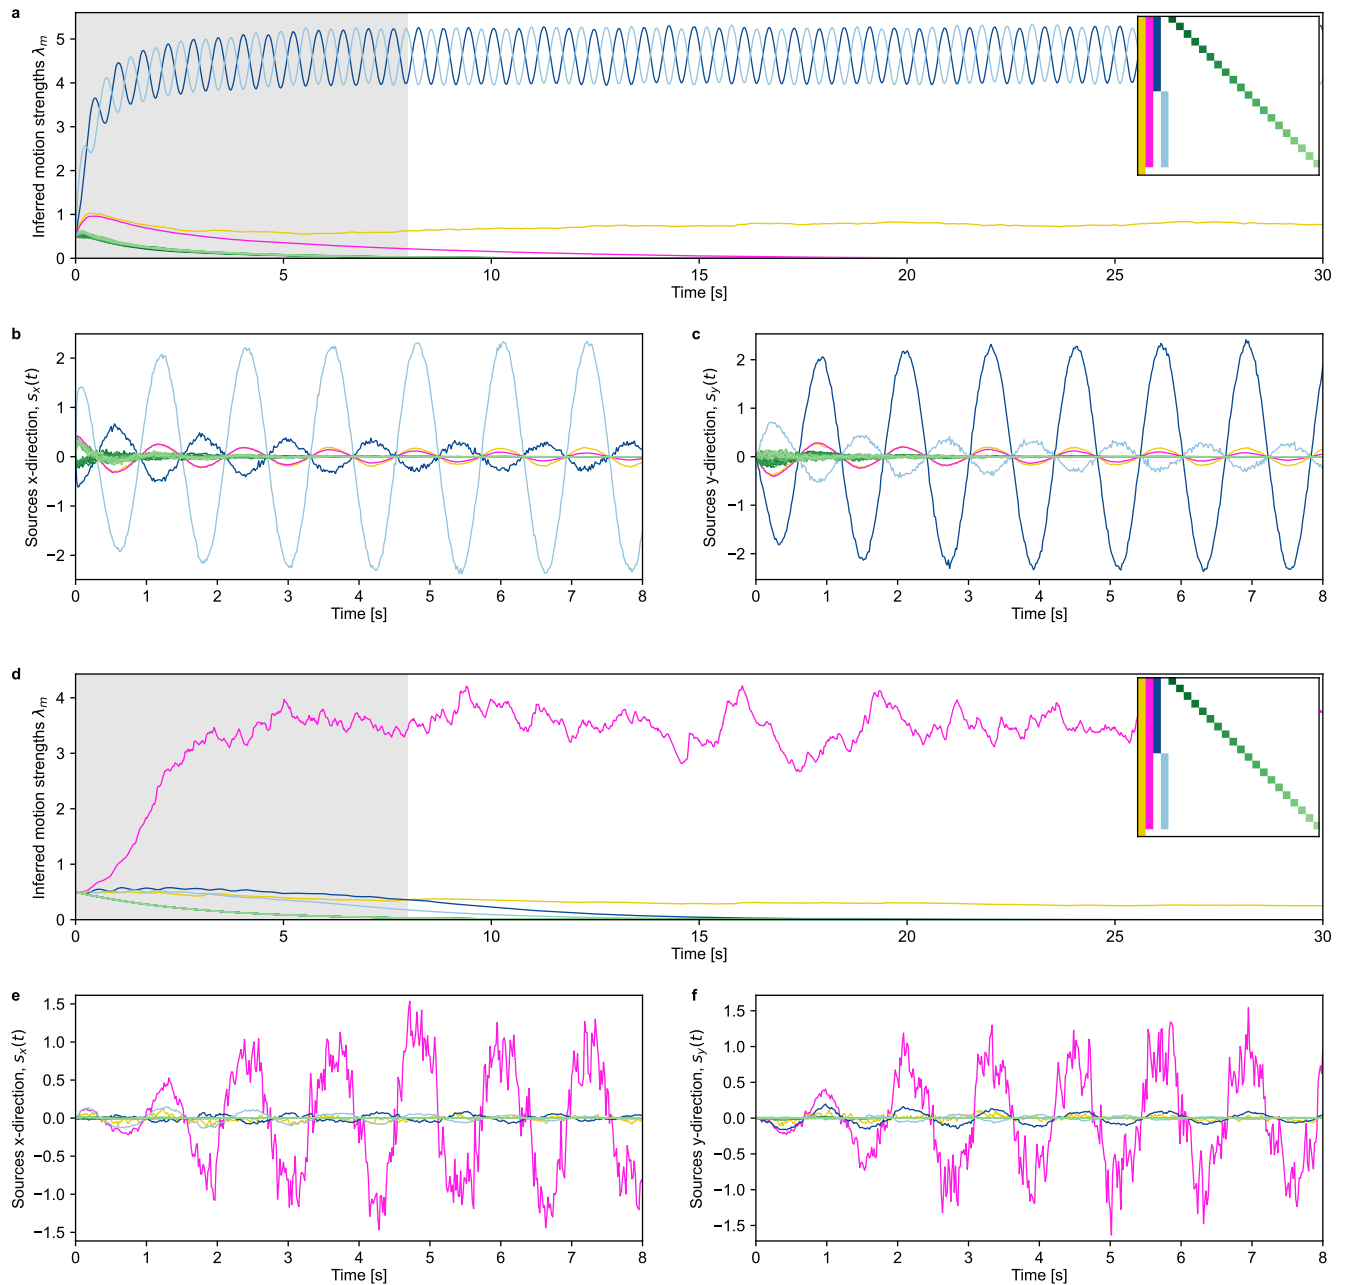 a
Inferred motion strengths λm
5
4
3
2
1
0
0 5 10 15 20 25 30
Time [s]
b
Sources x-direction, sx(t)
2
1
0
−1
−2
0 1 2 3 4 5 6 7 8
Time [s]
c
Sources y-direction, sy(t)
2
1
0
−1
−2
0 1 2 3 4 5 6 7 8
Time [s]
d
Inferred motion strengths λm
4
3
2
1
0
0 5 10 15 20 25 30
Time [s]
e
Sources x-direction, sx(t)
1.5
1.0
0.5
0.0
−0.5
−1.0
−1.5
0 1 2 3 4 5 6 7 8
Time [s]
f
Sources y-direction, sy(t)
1.5
1.0
0.5
0.0
−0.5
−1.0
−1.5
0 1 2 3 4 5 6 7 8
Time [s]